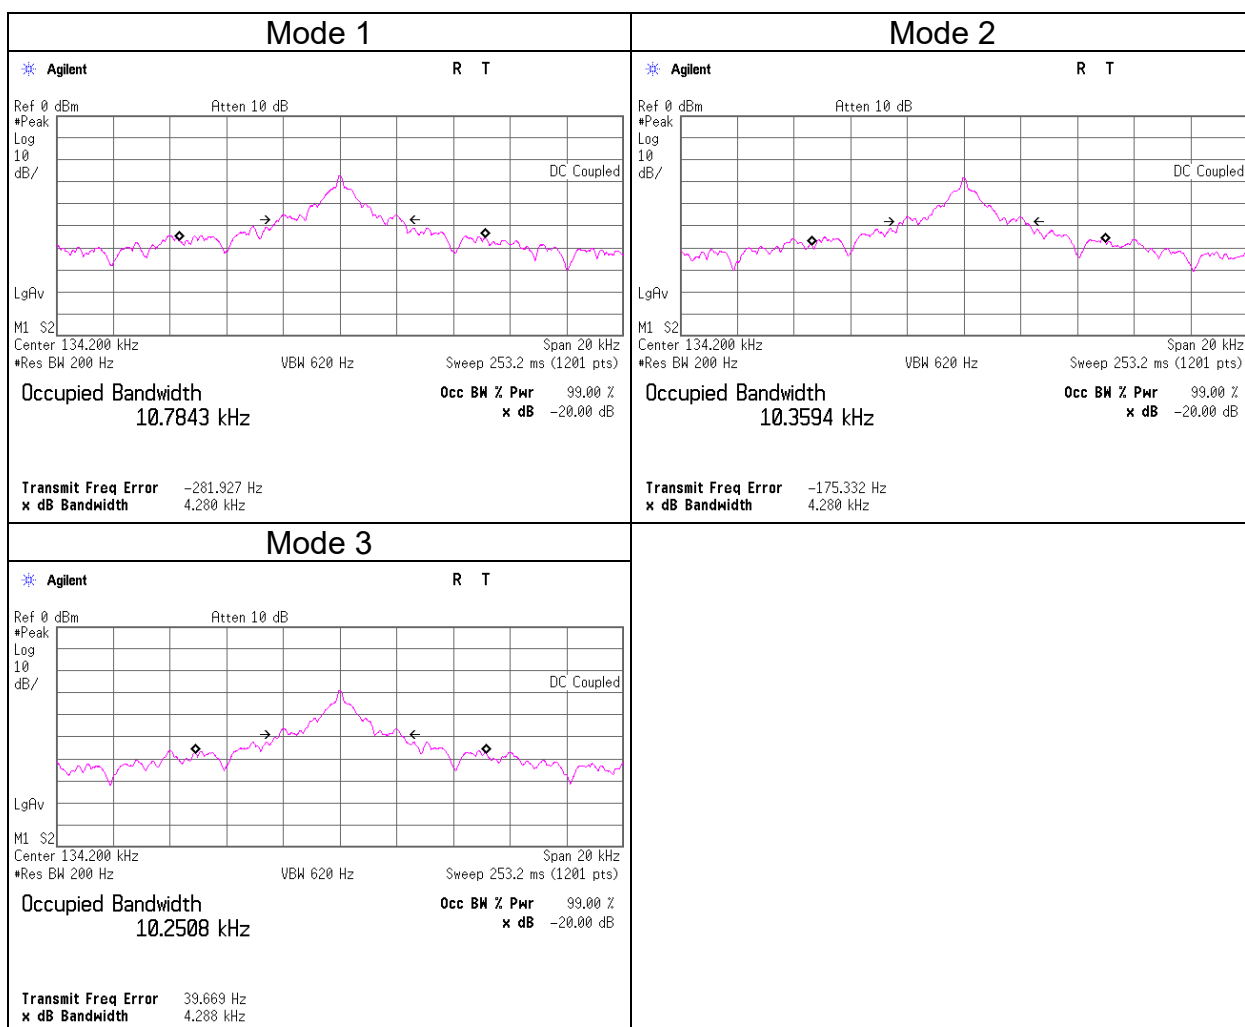 Mode 1
Agilent
R T
Ref 0 dBm Atten 10 dB
#Peak
Log
10
dB/
DC Coupled
LgAv
M1 S2
Center 134.200 kHz Span 20 kHz
#Res BW 200 Hz VBW 620 Hz Sweep 253.2 ms (1201 pts)
Occupied Bandwidth Occ BW % Pwr 99.00 %
10.7843 kHz x dB -20.00 dB
Transmit Freq Error -281.927 Hz
x dB Bandwidth 4.280 kHz
Mode 2
Agilent
R T
Ref 0 dBm Atten 10 dB
#Peak
Log
10
dB/
DC Coupled
LgAv
M1 S2
Center 134.200 kHz Span 20 kHz
#Res BW 200 Hz VBW 620 Hz Sweep 253.2 ms (1201 pts)
Occupied Bandwidth Occ BW % Pwr 99.00 %
10.3594 kHz x dB -20.00 dB
Transmit Freq Error -175.332 Hz
x dB Bandwidth 4.280 kHz
Mode 3
Agilent
R T
Ref 0 dBm Atten 10 dB
#Peak
Log
10
dB/
DC Coupled
LgAv
M1 S2
Center 134.200 kHz Span 20 kHz
#Res BW 200 Hz VBW 620 Hz Sweep 253.2 ms (1201 pts)
Occupied Bandwidth Occ BW % Pwr 99.00 %
10.2508 kHz x dB -20.00 dB
Transmit Freq Error 39.669 Hz
x dB Bandwidth 4.288 kHz